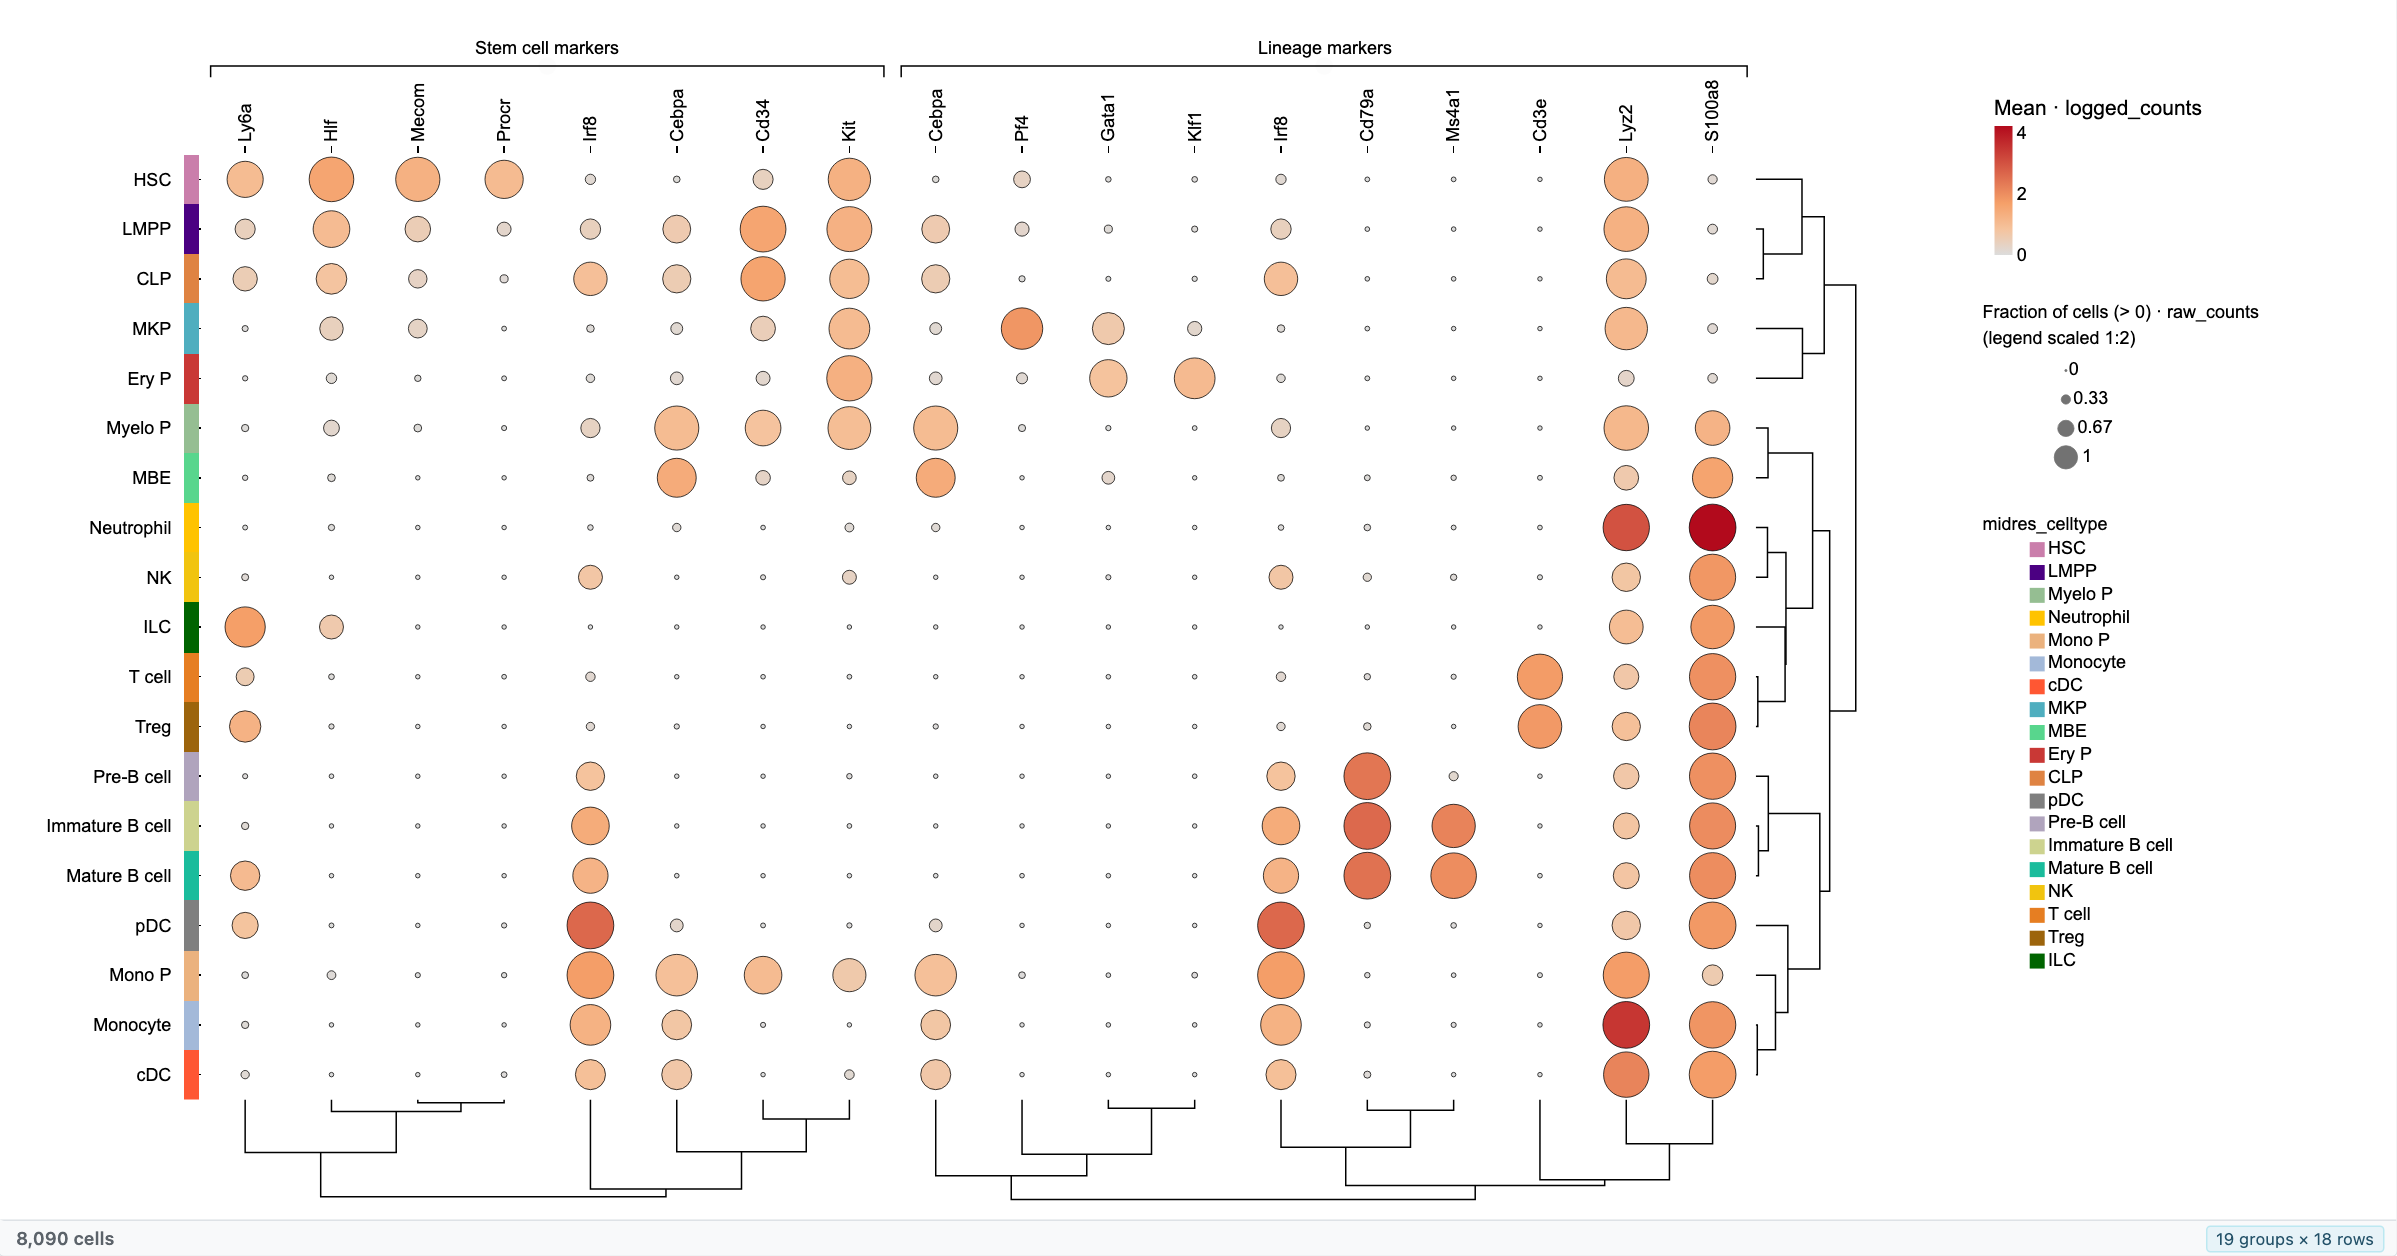 Stem cell markers
Lineage markers
Ly6a
Hlf
Mecom
Procr
Irf8
Cebpa
Cd34
Kit
Cebpa
Pf4
Gata1
Klf1
Irf8
Cd79a
Ms4a1
Cd3e
Lyz2
S100a8
HSC
LMPP
CLP
MKP
Ery P
Myelo P
MBE
Neutrophil
NK
ILC
T cell
Treg
Pre-B cell
Immature B cell
Mature B cell
pDC
Mono P
Monocyte
cDC
Mean · logged_counts
4
2
0
Fraction of cells (> 0) · raw_counts
(legend scaled 1:2)
0
0.33
0.67
1
midres_celltype
HSC
LMPP
Myelo P
Neutrophil
Mono P
Monocyte
cDC
MKP
MBE
Ery P
CLP
pDC
Pre-B cell
Immature B cell
Mature B cell
NK
T cell
Treg
ILC
8,090 cells
19 groups × 18 rows